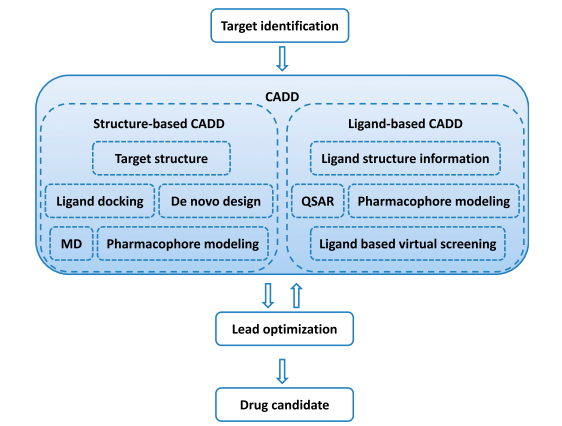 Target identification
CADD
Structure-based CADD
Target structure
Ligand docking
De novo design
MD
Pharmacophore modeling
Ligand-based CADD
Ligand structure information
QSAR
Pharmacophore modeling
Ligand based virtual screening
Lead optimization
Drug candidate